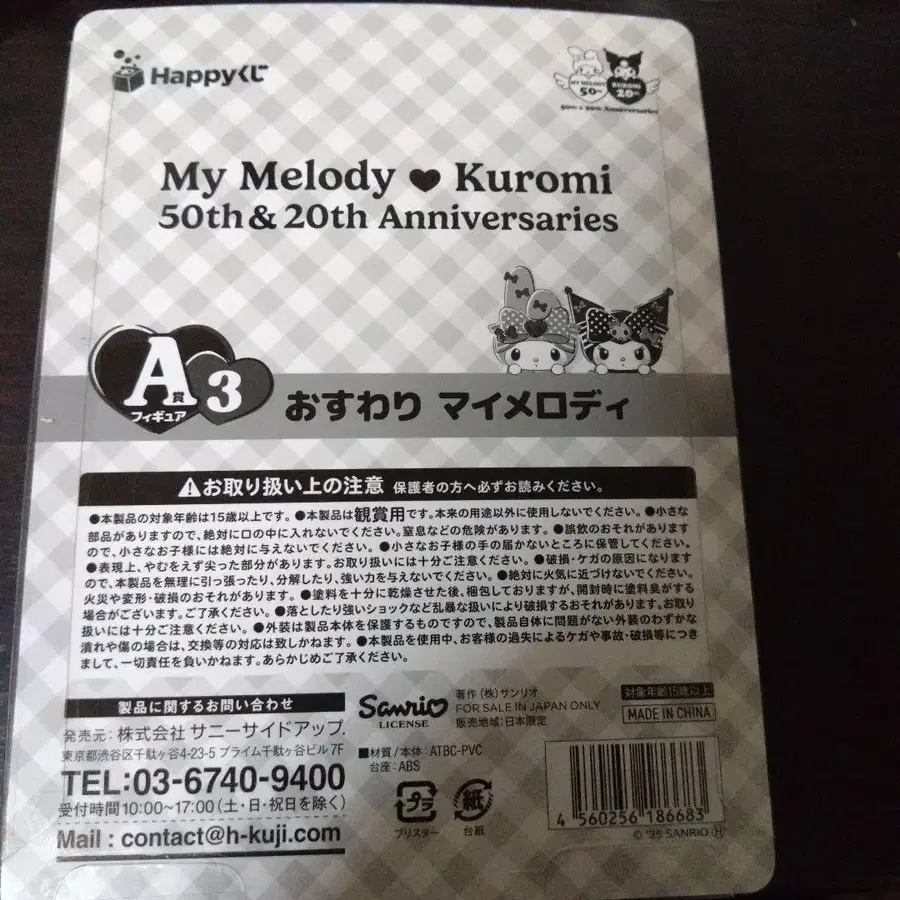 Happyくじ
MY MELODY 50th
KUROMI 20th
50th & 20th Anniversaries
My Melody ♥ Kuromi
50th & 20th Anniversaries
A賞
フィギュア
3
おすわり マイメロディ
⚠お取り扱い上の注意 保護者の方へ必ずお読みください。
●本製品の対象年齢は15歳以上です。●本製品は観賞用です。本来の用途以外に使用しないでください。●小さな
部品がありますので、絶対に口の中に入れないでください。窒息などの危険があります。●誤飲のおそれがあります
ので、小さなお子様には絶対に与えないでください。●小さなお子様の手の届かないところに保管してください。
●表現上、やむをえず尖った部分があります。お取り扱いには十分ご注意ください。●破損・ケガの原因になります
ので、本製品を無理に引っ張ったり、分解したり、強い力を与えないでください。●絶対に火気に近づけないでください。
火災や変形・破損のおそれがあります。●塗料を十分に乾燥させた後、梱包しておりますが、開封時に塗料臭がする
場合がございます。ご了承ください。●落としたり強いショックなど乱暴な扱いにより破損するおそれがあります。お取り
扱いには十分ご注意ください。●外装は製品本体を保護するものですので、製品自体に問題がない外装のわずかな
潰れや傷の場合は、交換等の対応は致しかねます。●本製品を使用中、お客様の過失によるケガや事故・破損等につき
まして、一切責任を負いかねます。あらかじめご了承ください。
製品に関するお問い合わせ
発売元：株式会社 サニーサイドアップ
東京都渋谷区千駄ヶ谷4-23-5 プライム千駄ヶ谷ビル 7F
TEL:03-6740-9400
受付時間10:00~17:00(土・日・祝日を除く)
Mail : contact@h-kuji.com
Sanrio
LICENSE
著作 (株)サンリオ
FOR SALE IN JAPAN ONLY
販売地域：日本限定
対象年齢15歳以上
MADE IN CHINA
■材質/本体：ATBC-PVC
台座：ABS
プラ
ブリスター
紙
台紙
4 560256 186683
© '25 SANRIO Ⓗ